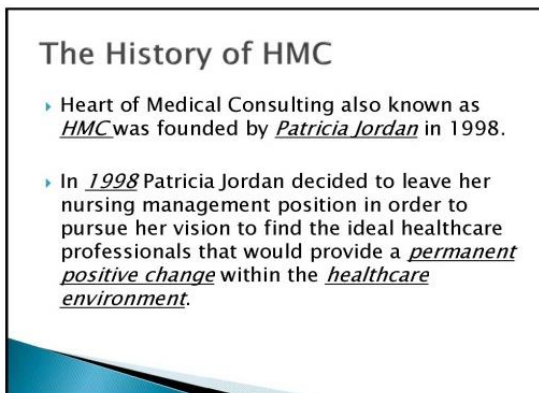 The History of HMC
Heart of Medical Consulting also known as
HMC was founded by Patricia Jordan in 1998.
In 1998 Patricia Jordan decided to leave her
nursing management position in order to
pursue her vision to find the ideal healthcare
professionals that would provide a permanent
positive change within the healthcare
environment.